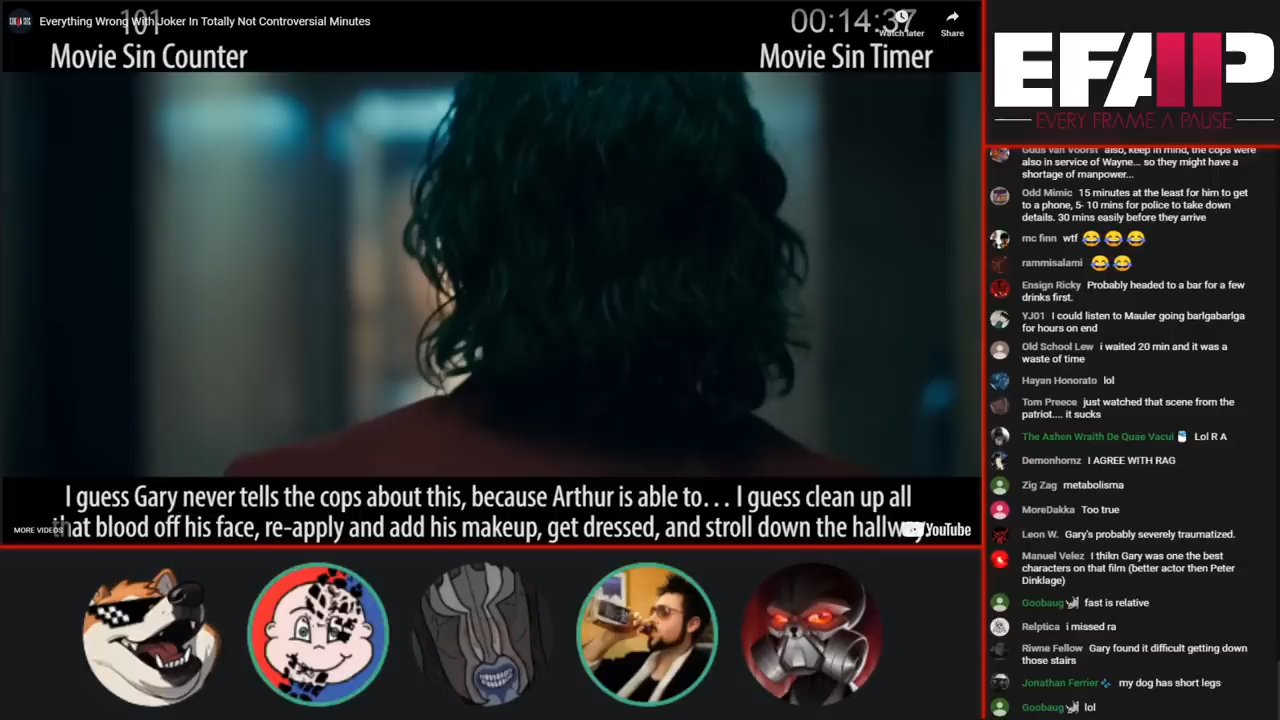 Everything Wrong With Joker In Totally Not Controversial Minutes
101
Movie Sin Counter
00:14:37
Watch later
Share
Movie Sin Timer
I guess Gary never tells the cops about this, because Arthur is able to... I guess clean up all
that blood off his face, re-apply and add his makeup, get dressed, and stroll down the hallway
MORE VIDEOS
YouTube
EFAP
EVERY FRAME A PAUSE
Guus van Voorst also, keep in mind, the cops were
also in service of Wayne... so they might have a
shortage of manpower...
Odd Mimic 15 minutes at the least for him to get
to a phone, 5- 10 mins for police to take down
details. 30 mins easily before they arrive
mc finn wtf 😂😂😂
rammisalami 😂😂
Ensign Ricky Probably headed to a bar for a few
drinks first.
YJ01 I could listen to Mauler going barlgabarlga
for hours on end
Old School Lew i waited 20 min and it was a
waste of time
Hayan Honorato lol
Tom Preece just watched that scene from the
patriot.... it sucks
The Ashen Wraith De Quae Vacui Lol R A
Demonhornz I AGREE WITH RAG
Zig Zag metabolisma
MoreDakka Too true
Leon W. Gary's probably severely traumatized.
Manuel Velez I thikn Gary was one the best
characters on that film (better actor then Peter
Dinklage)
Goobaug fast is relative
Relptica i missed ra
Riwne Fellow Gary found it difficult getting down
those stairs
Jonathan Ferrier my dog has short legs
Goobaug lol